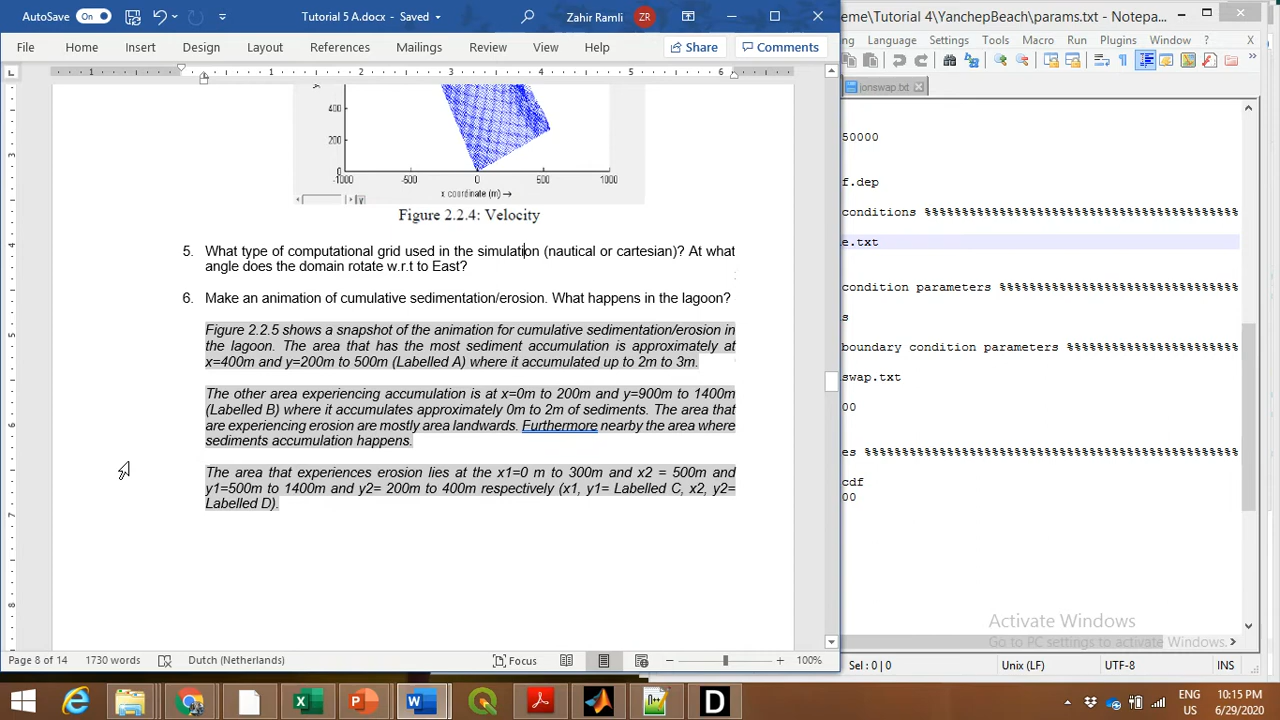 AutoSave On
Tutorial 5 A.docx - Saved
Zahir Ramli ZR
File Home Insert Design Layout References Mailings Review View Help Share Comments
1 1 2 3 4 5 6
400
200
0
-1000 -500 0 500 1000
x coordinate (m) →
Figure 2.2.4: Velocity
5. What type of computational grid used in the simulation (nautical or cartesian)? At what
angle does the domain rotate w.r.t to East?
6. Make an animation of cumulative sedimentation/erosion. What happens in the lagoon?
Figure 2.2.5 shows a snapshot of the animation for cumulative sedimentation/erosion in
the lagoon. The area that has the most sediment accumulation is approximately at
x=400m and y=200m to 500m (Labelled A) where it accumulated up to 2m to 3m.
The other area experiencing accumulation is at x=0m to 200m and y=900m to 1400m
(Labelled B) where it accumulates approximately 0m to 2m of sediments. The area that
are experiencing erosion are mostly area landwards. Furthermore nearby the area where
sediments accumulation happens.
The area that experiences erosion lies at the x1=0 m to 300m and x2 = 500m and
y1=500m to 1400m and y2= 200m to 400m respectively (x1, y1= Labelled C, x2, y2=
Labelled D).
Page 8 of 14 1730 words Dutch (Netherlands) Focus 100%
eme\Tutorial 4\YanchepBeach\params.txt - Notepa...
ng Language Settings Tools Macro Run Plugins Window ? X
jonswap.txt
50000
f.dep
conditions %%%%%%%%%%%%%%%%%%%%%%%%%%%%%%%%%%%
e.txt
condition parameters %%%%%%%%%%%%%%%%%%%%%%%%%
s
boundary condition parameters %%%%%%%%%%%%%%%%%%%%
swap.txt
00
es %%%%%%%%%%%%%%%%%%%%%%%%%%%%%%%%%%%%%%%%%%
cdf
00
Activate Windows
Go to PC settings to activate Windows.
Sel : 0 | 0 Unix (LF) UTF-8 INS
ENG 10:15 PM
US 6/29/2020